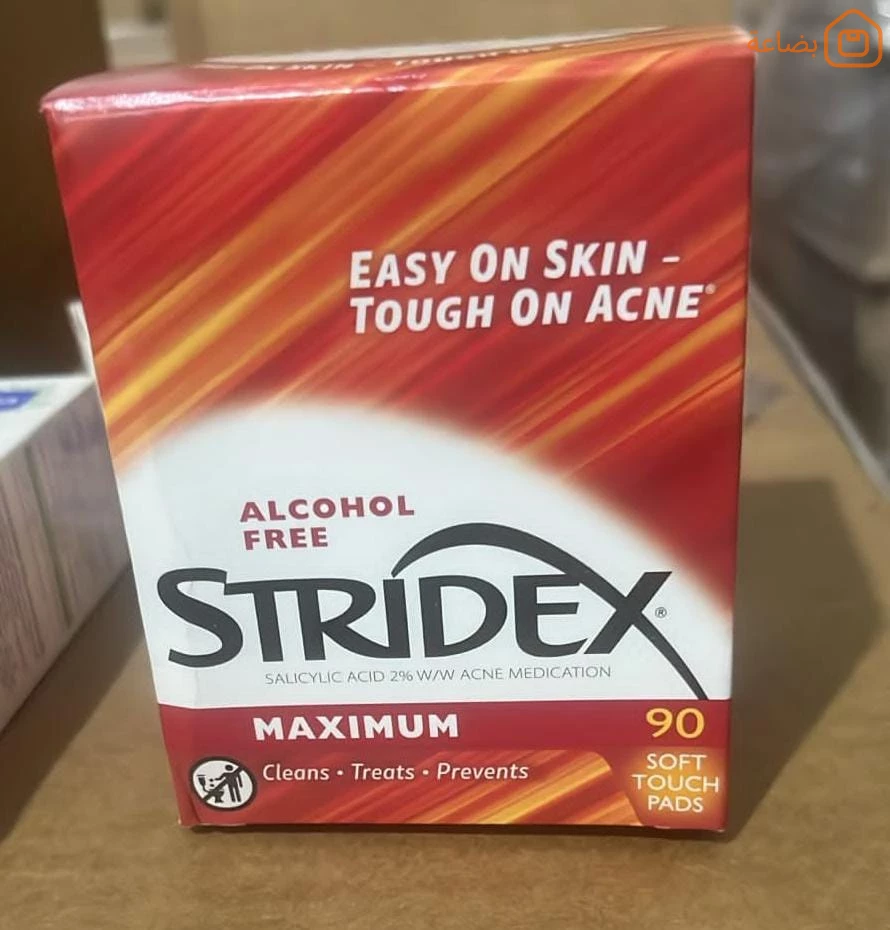 بضاعه
EASY ON SKIN –
TOUGH ON ACNE®
ALCOHOL
FREE
STRIDEX®
SALICYLIC ACID 2% W/W ACNE MEDICATION
MAXIMUM
90
SOFT
TOUCH
PADS
Cleans • Treats • Prevents